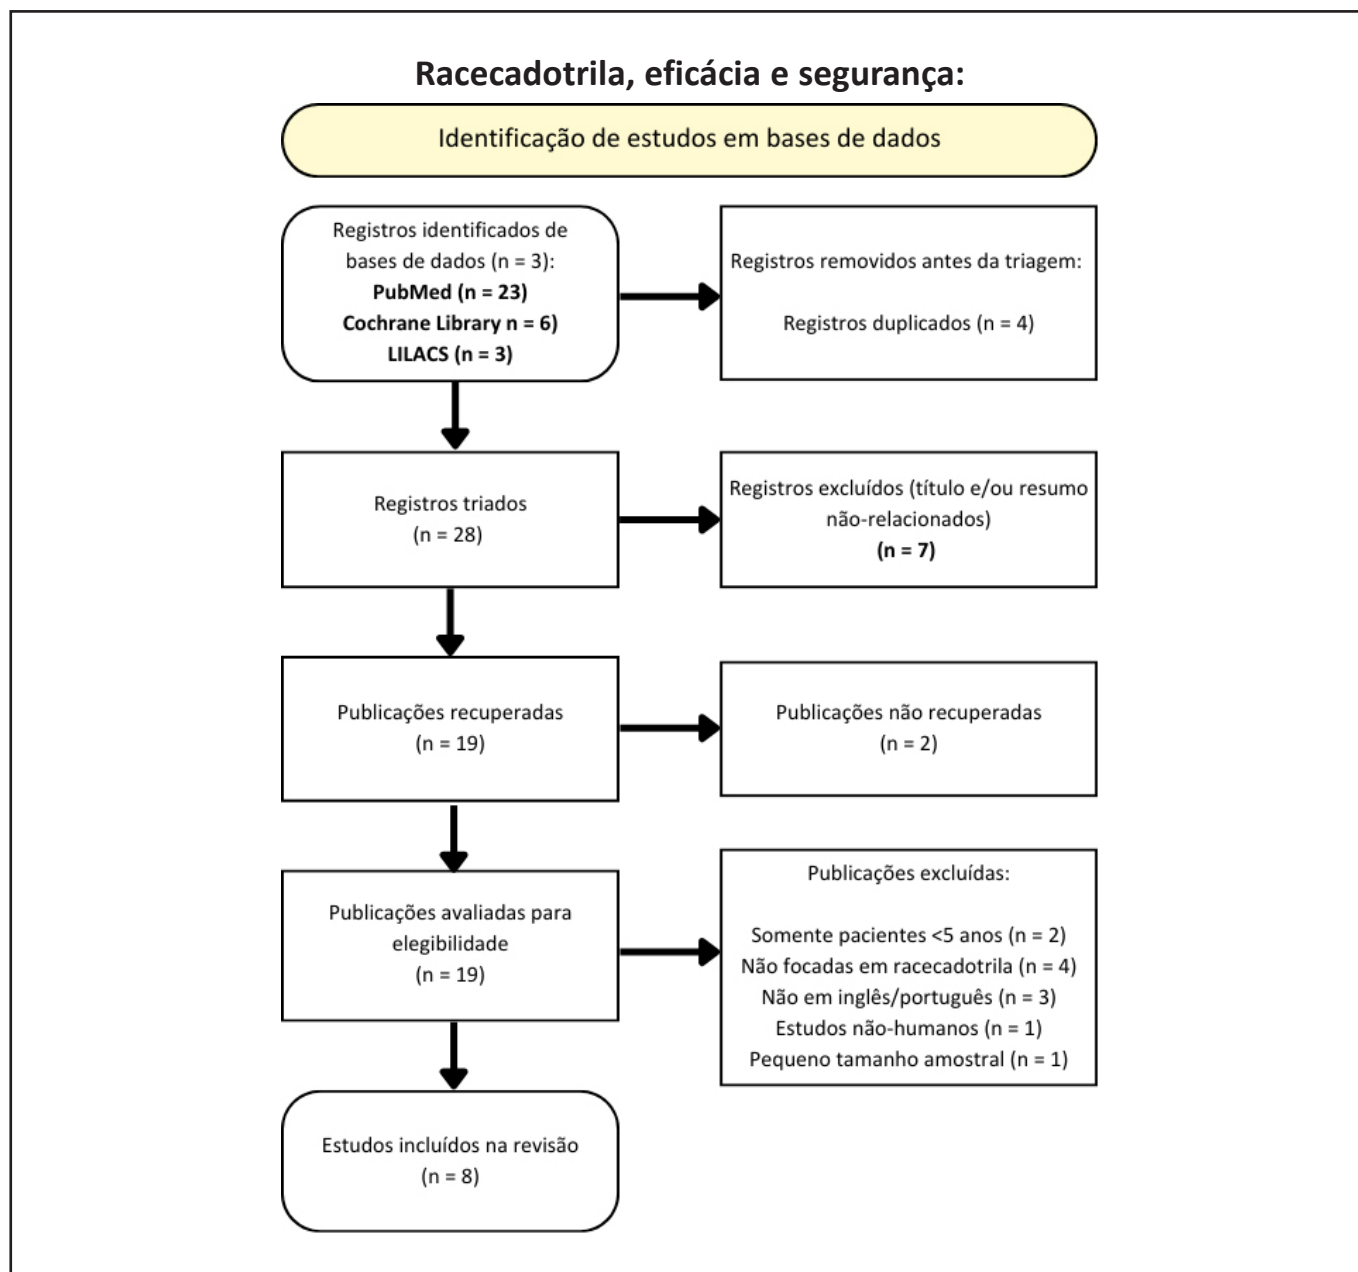 Racecadotrila, eficácia e segurança:
Identificação de estudos em bases de dados
Registros identificados de
bases de dados (n = 3):
PubMed (n = 23)
Cochrane Library n = 6)
LILACS (n = 3)
Registros removidos antes da triagem:
Registros duplicados (n = 4)
Registros triados
(n = 28)
Registros excluídos (título e/ou resumo
não-relacionados)
(n = 7)
Publicações recuperadas
(n = 19)
Publicações não recuperadas
(n = 2)
Publicações avaliadas para
elegibilidade
(n = 19)
Publicações excluídas:
Somente pacientes <5 anos (n = 2)
Não focadas em racecadotrila (n = 4)
Não em inglês/português (n = 3)
Estudos não-humanos (n = 1)
Pequeno tamanho amostral (n = 1)
Estudos incluídos na revisão
(n = 8)